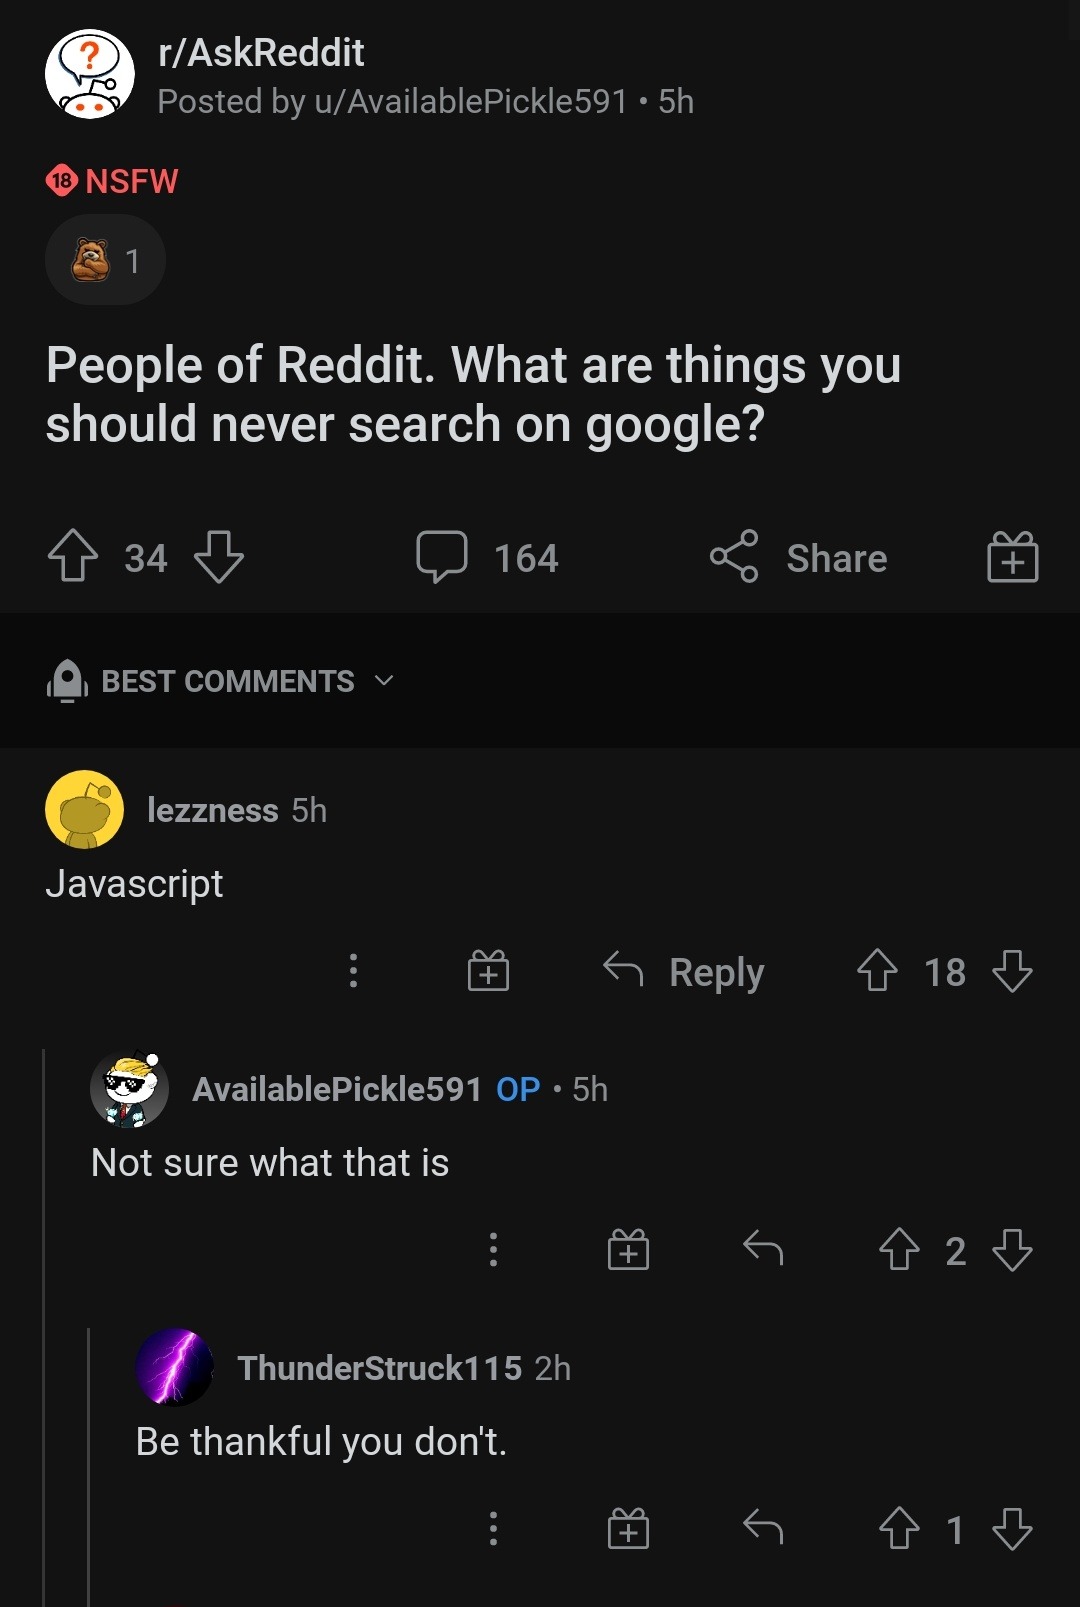 ?
r/AskReddit
Posted by u/AvailablePickle591 • 5h
18 NSFW
1
People of Reddit. What are things you
should never search on google?
34
164
Share
BEST COMMENTS
lezzness 5h
Javascript
Reply
18
AvailablePickle591 OP • 5h
Not sure what that is
2
ThunderStruck115 2h
Be thankful you don't.
1